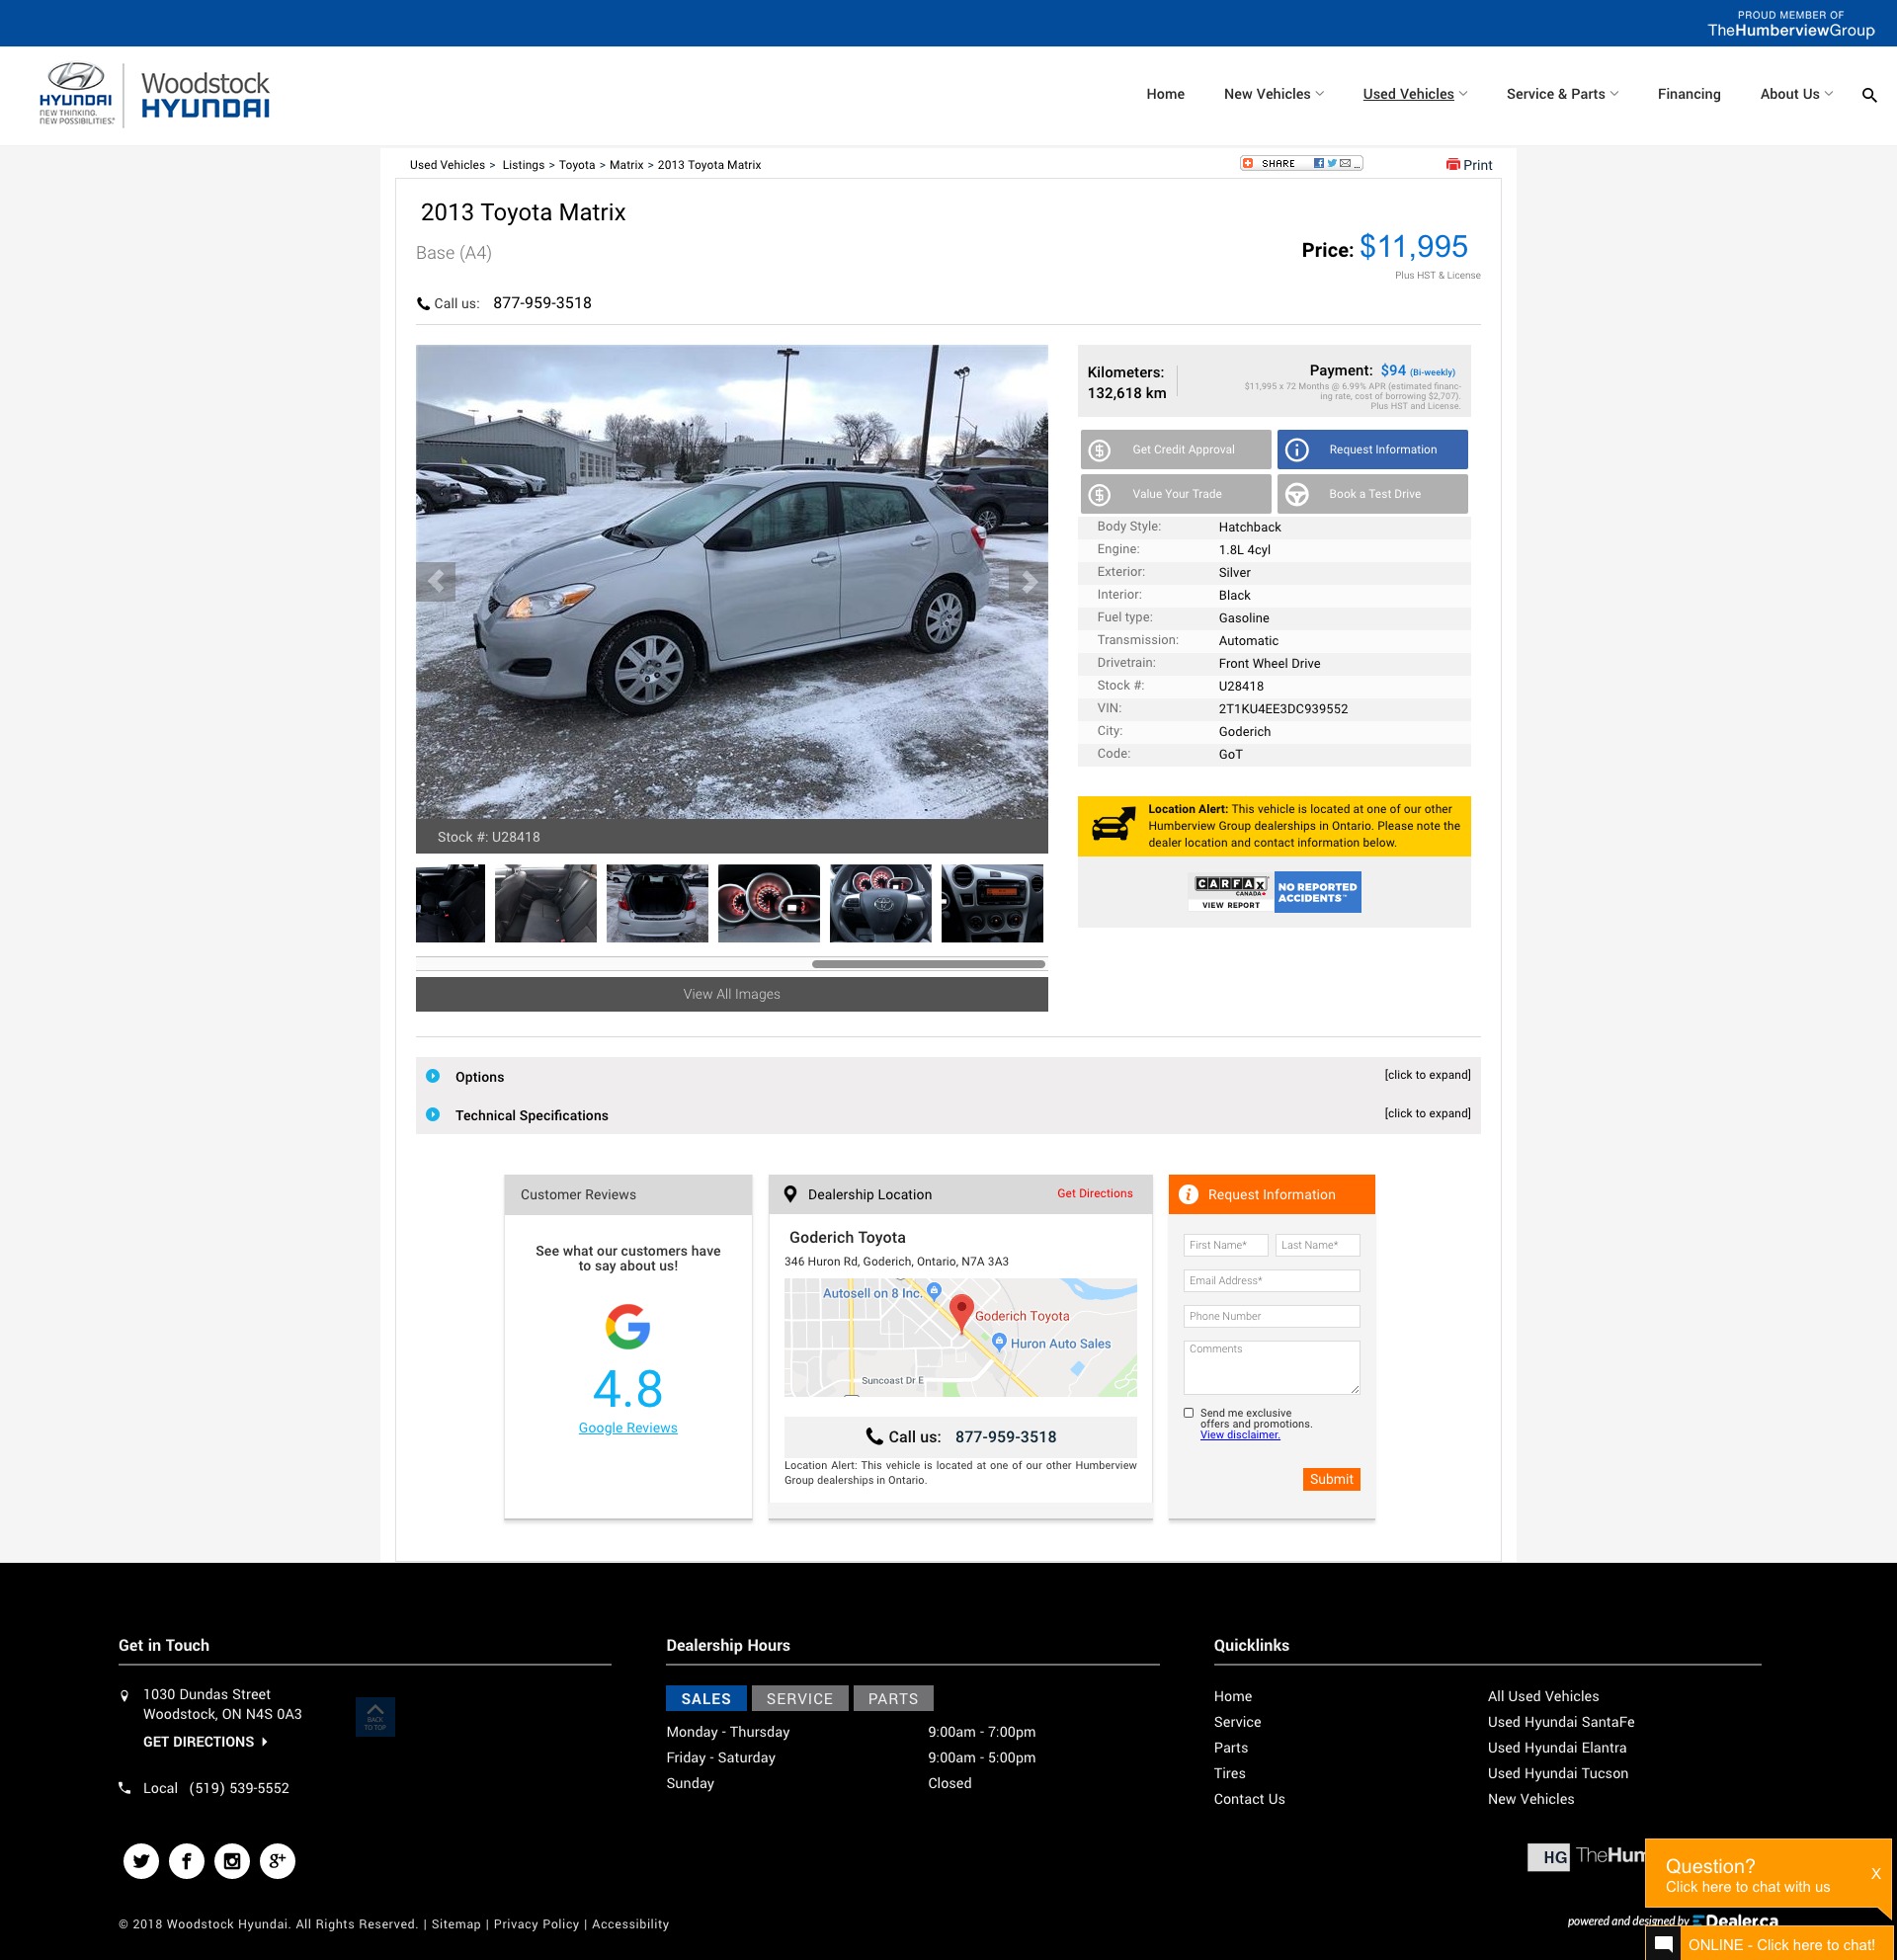 PROUD MEMBER OF
TheHumberviewGroup
HYUNDAI
NEW THINKING.
NEW POSSIBILITIES.
Woodstock
HYUNDAI
Home
New Vehicles
Used Vehicles
Service & Parts
Financing
About Us
Used Vehicles > Listings > Toyota > Matrix > 2013 Toyota Matrix
SHARE
Print
2013 Toyota Matrix
Base (A4)
Price: $11,995
Plus HST & License
Call us: 877-959-3518
Kilometers:
132,618 km
Payment: $94 (Bi-weekly)
$11,995 x 72 Months @ 6.99% APR (estimated financ-
ing rate, cost of borrowing $2,707).
Plus HST and License.
Get Credit Approval
Request Information
Value Your Trade
Book a Test Drive
Body Style: Hatchback
Engine: 1.8L 4cyl
Exterior: Silver
Interior: Black
Fuel type: Gasoline
Transmission: Automatic
Drivetrain: Front Wheel Drive
Stock #: U28418
VIN: 2T1KU4EE3DC939552
City: Goderich
Code: GoT
Location Alert: This vehicle is located at one of our other
Humberview Group dealerships in Ontario. Please note the
dealer location and contact information below.
CARFAX
CANADA
VIEW REPORT
NO REPORTED
ACCIDENTS™
Stock #: U28418
View All Images
Options [click to expand]
Technical Specifications [click to expand]
Customer Reviews
See what our customers have
to say about us!
4.8
Google Reviews
Dealership Location
Get Directions
Goderich Toyota
346 Huron Rd, Goderich, Ontario, N7A 3A3
Autosell on 8 Inc.
Goderich Toyota
Huron Auto Sales
Suncoast Dr E
Call us: 877-959-3518
Location Alert: This vehicle is located at one of our other Humberview
Group dealerships in Ontario.
Request Information
First Name*
Last Name*
Email Address*
Phone Number
Comments
Send me exclusive
offers and promotions.
View disclaimer.
Submit
Get in Touch
1030 Dundas Street
Woodstock, ON N4S 0A3
GET DIRECTIONS
BACK
TO TOP
Local (519) 539-5552
Dealership Hours
SALES
SERVICE
PARTS
Monday - Thursday 9:00am - 7:00pm
Friday - Saturday 9:00am - 5:00pm
Sunday Closed
Quicklinks
Home
Service
Parts
Tires
Contact Us
All Used Vehicles
Used Hyundai SantaFe
Used Hyundai Elantra
Used Hyundai Tucson
New Vehicles
HG TheHum
Question?
Click here to chat with us
X
© 2018 Woodstock Hyundai. All Rights Reserved. | Sitemap | Privacy Policy | Accessibility
powered and designed by EDealer.ca
ONLINE - Click here to chat!